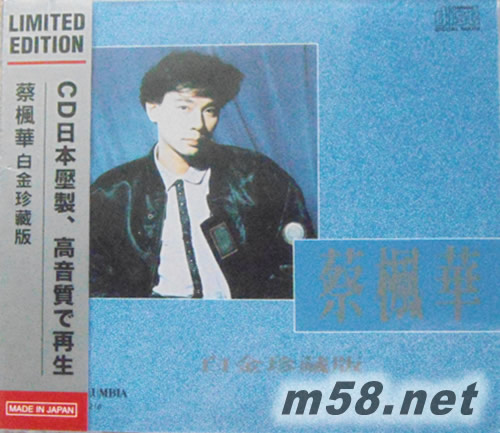 LIMITED
EDITION
CD日本壓製、高音質で再生
蔡楓華 白金珍藏版
MADE IN JAPAN
蔡楓華
白金珍藏版
m58.net